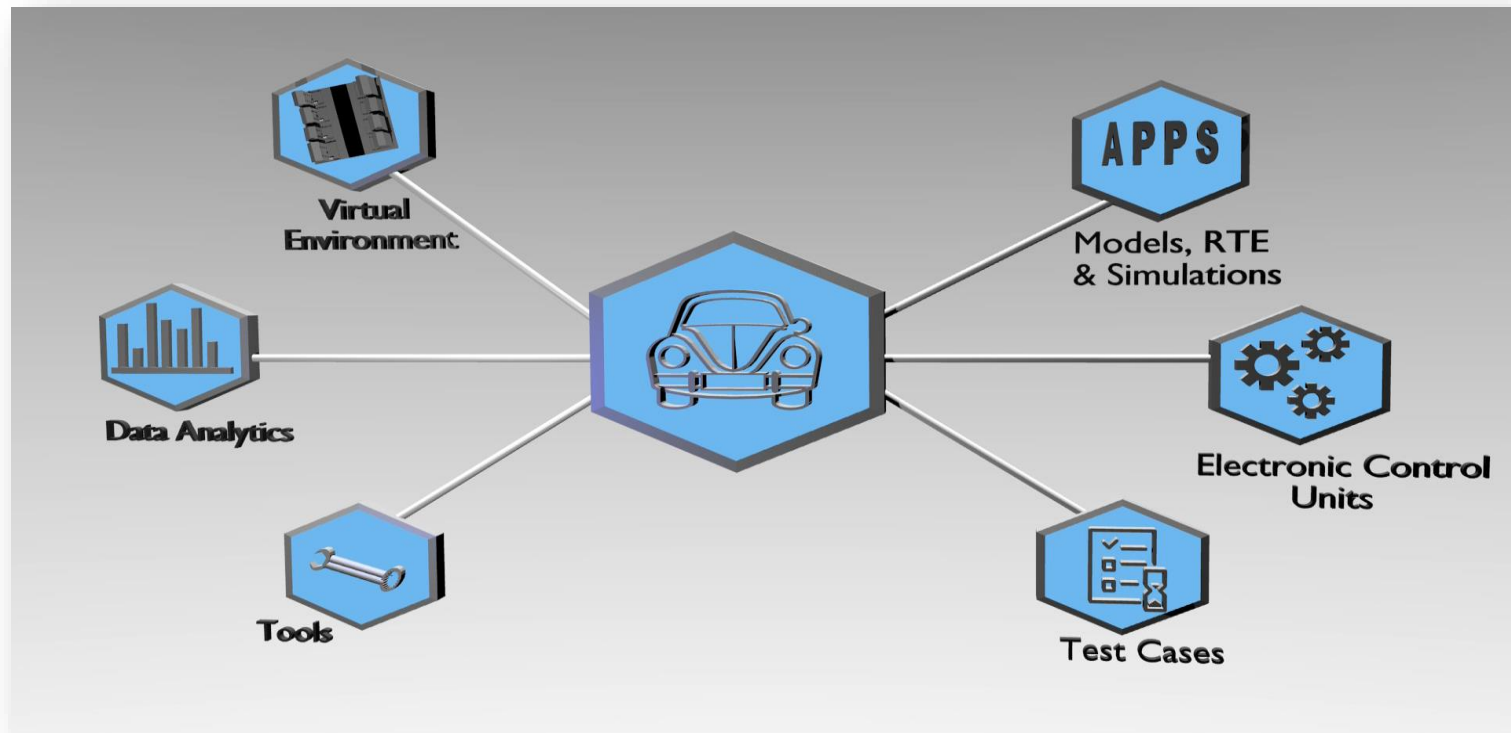 Virtual
Environment
APPS
Models, RTE
& Simulations
Data Analytics
Electronic Control
Units
Tools
Test Cases